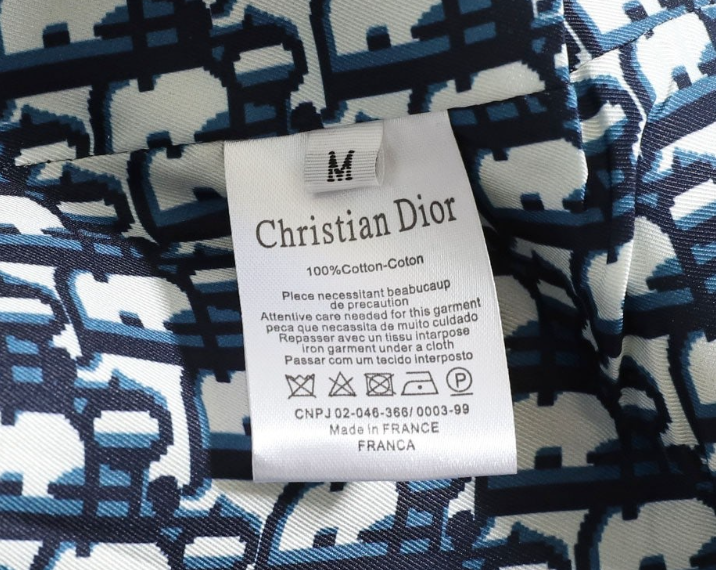 M
Christian Dior
100%Cotton-Coton
Piece necessitant beabucaup
de precaution
Attentive care needed for this garment
peca que necassita de muito cuidado
Repasser avec un tissu interpose
iron garment under a cloth
Passar com um tecido interposto
P
CNPJ 02-046-366/0003-99
Made in FRANCE
FRANCA